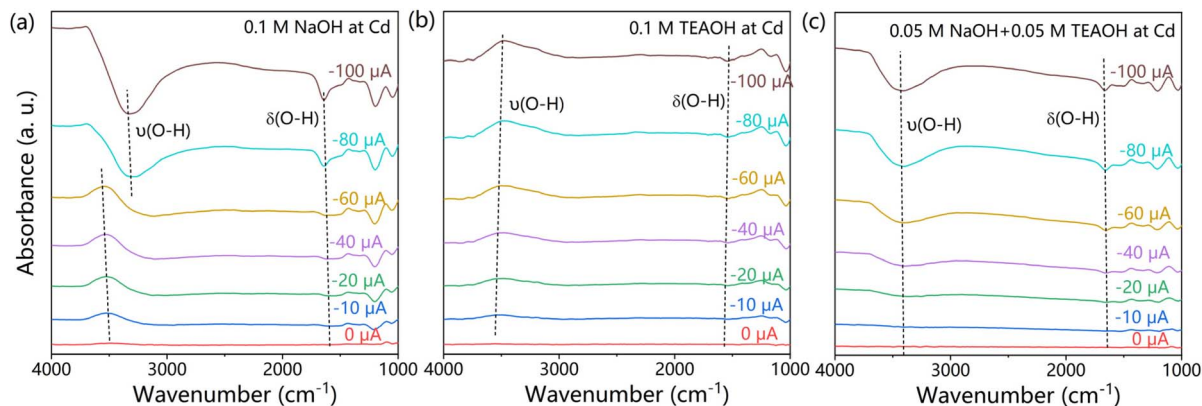 (a)
0.1 M NaOH at Cd
-100 µA
υ(O-H)
δ(O-H)
-80 µA
-60 µA
-40 µA
-20 µA
-10 µA
0 µA
4000 3000 2000 1000
Wavenumber (cm⁻¹)
Absorbance (a. u.)
(b)
0.1 M TEAOH at Cd
-100 µA
υ(O-H)
δ(O-H)
-80 µA
-60 µA
-40 µA
-20 µA
-10 µA
0 µA
4000 3000 2000 1000
Wavenumber (cm⁻¹)
(c)
0.05 M NaOH+0.05 M TEAOH at Cd
-100 µA
υ(O-H)
δ(O-H)
-80 µA
-60 µA
-40 µA
-20 µA
-10 µA
0 µA
4000 3000 2000 1000
Wavenumber (cm⁻¹)